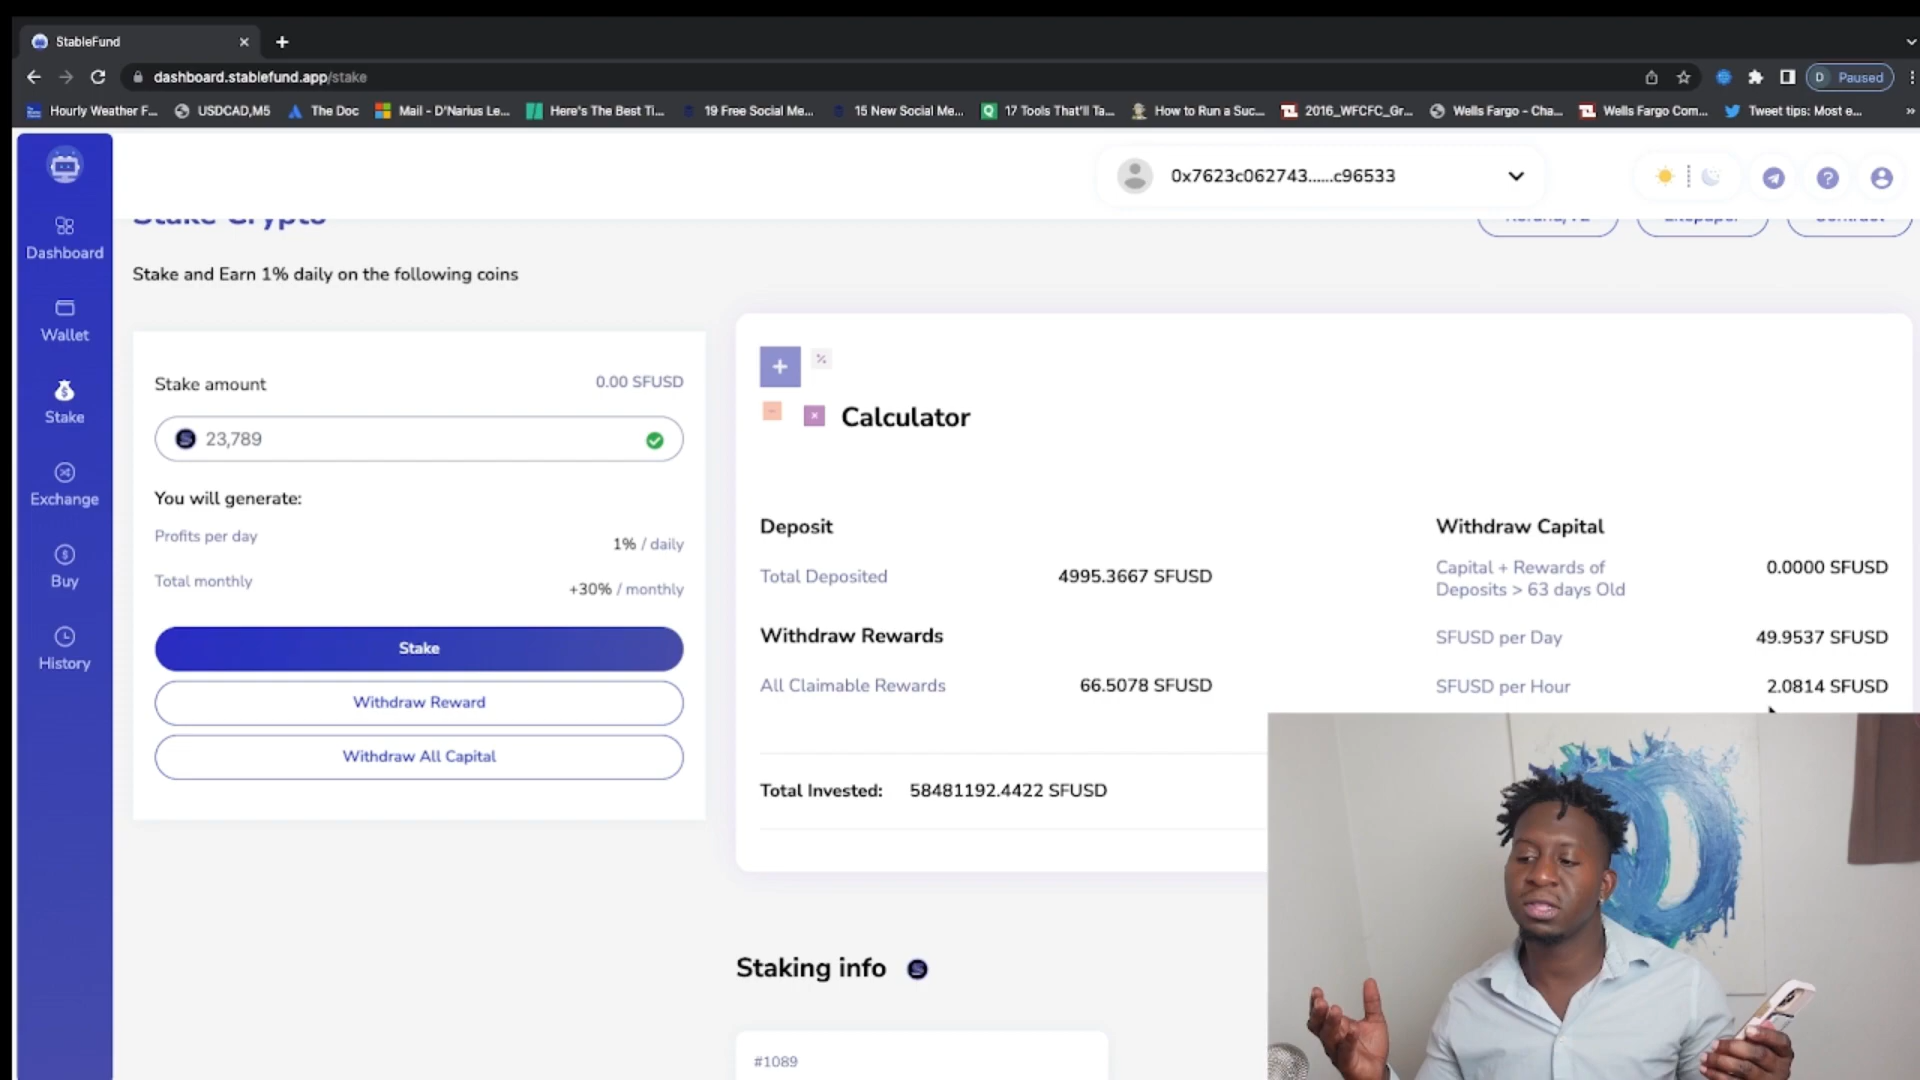 StableFund
dashboard.stablefund.app/stake
Paused
Hourly Weather F... USDCAD,M5 The Doc Mail - D'Narius Le... Here's The Best Ti... 19 Free Social Me... 15 New Social Me... 17 Tools That'll Ta... How to Run a Suc... 2016_WFCFC_Gr... Wells Fargo - Cha... Wells Fargo Com... Tweet tips: Most e... »
0x7623c062743......c96533
Stake Crypto
Stake and Earn 1% daily on the following coins
Dashboard
Wallet
Stake
Exchange
Buy
History
Stake amount 0.00 SFUSD
23,789
You will generate:
Profits per day 1% / daily
Total monthly +30% / monthly
Stake
Withdraw Reward
Withdraw All Capital
Calculator
Deposit
Total Deposited 4995.3667 SFUSD
Withdraw Rewards
All Claimable Rewards 66.5078 SFUSD
Withdraw Capital
Capital + Rewards of
Deposits > 63 days Old 0.0000 SFUSD
SFUSD per Day 49.9537 SFUSD
SFUSD per Hour 2.0814 SFUSD
Total Invested: 58481192.4422 SFUSD
Staking info
#1089